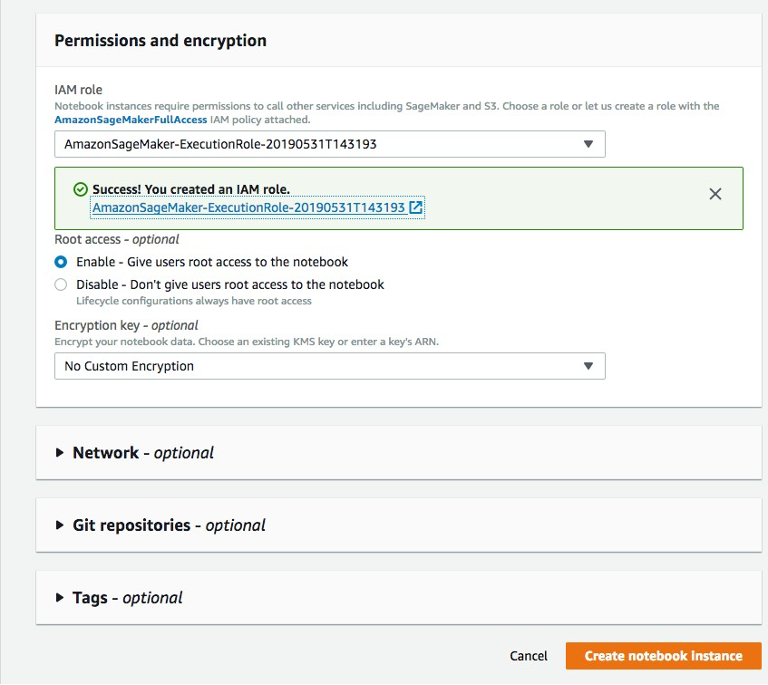 Permissions and encryption
IAM role
Notebook instances require permissions to call other services including SageMaker and S3. Choose a role or let us create a role with the
AmazonSageMakerFullAccess IAM policy attached.
AmazonSageMaker-ExecutionRole-20190531T143193
Success! You created an IAM role.
AmazonSageMaker-ExecutionRole-20190531T143193
Root access - optional
Enable - Give users root access to the notebook
Disable - Don't give users root access to the notebook
Lifecycle configurations always have root access
Encryption key - optional
Encrypt your notebook data. Choose an existing KMS key or enter a key's ARN.
No Custom Encryption
Network - optional
Git repositories - optional
Tags - optional
Cancel Create notebook instance